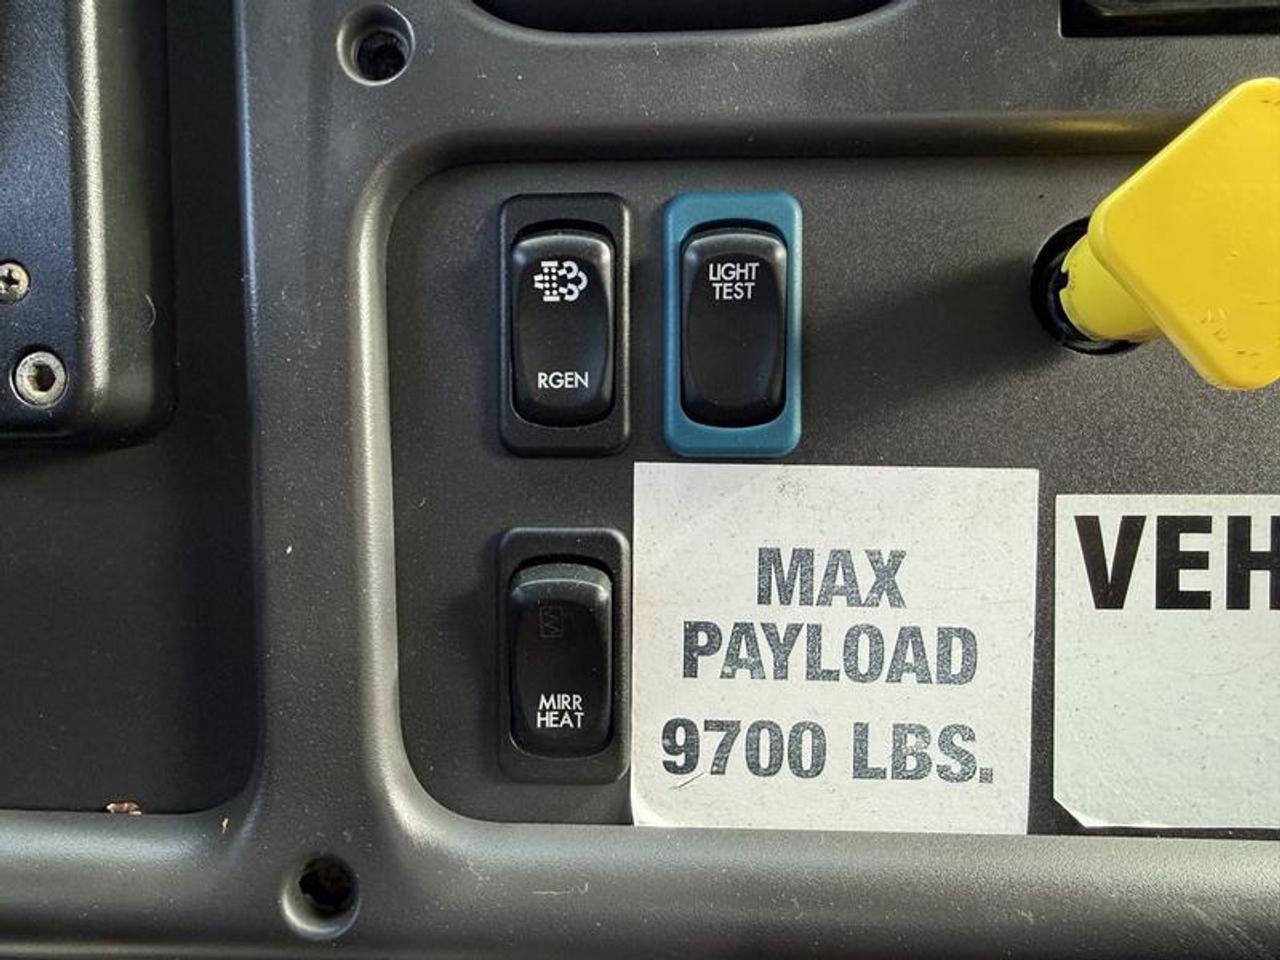 RGEN
LIGHT
TEST
MIRR
HEAT
MAX
PAYLOAD
9700 LBS.
VEH